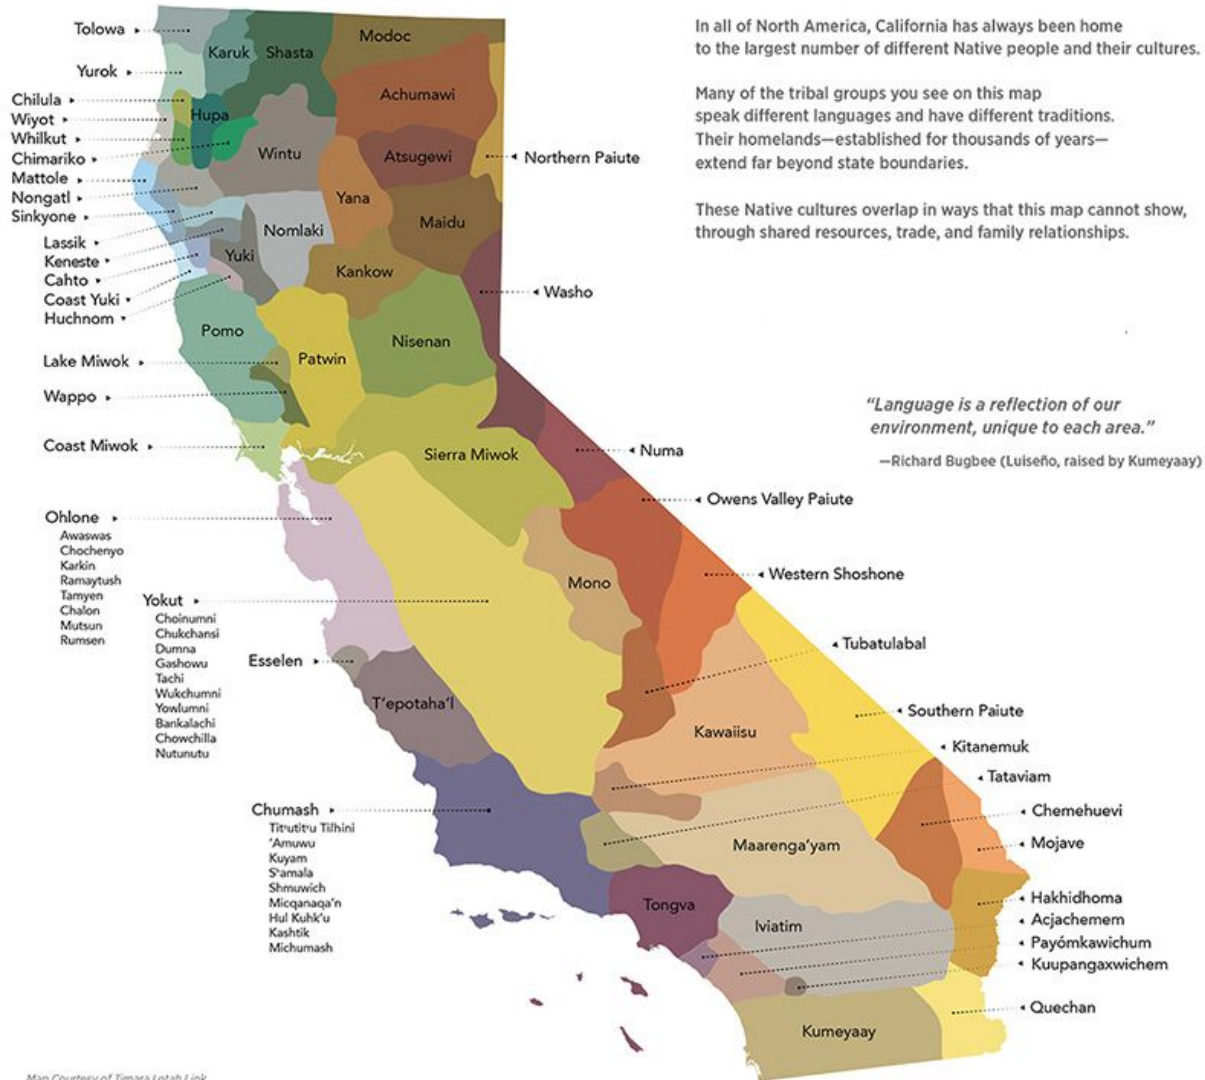 In all of North America, California has always been home
to the largest number of different Native people and their cultures.
Many of the tribal groups you see on this map
speak different languages and have different traditions.
Their homelands—established for thousands of years—
extend far beyond state boundaries.
These Native cultures overlap in ways that this map cannot show,
through shared resources, trade, and family relationships.
“Language is a reflection of our
environment, unique to each area.”
—Richard Bugbee (Luiseño, raised by Kumeyaay)
Tolowa
Yurok
Chilula
Wiyot
Whilkut
Chimariko
Mattole
Nongatl
Sinkyone
Lassik
Keneste
Cahto
Coast Yuki
Huchnom
Lake Miwok
Wappo
Coast Miwok
Ohlone
Awaswas
Chochenyo
Karkin
Ramaytush
Tamyen
Chalon
Mutsun
Rumsen
Yokut
Choinumni
Chukchansi
Dumna
Gashowu
Tachi
Wukchumni
Yowlumni
Bankalachi
Chowchilla
Nutunutu
Esselen
Chumash
Titʸutitʸu Tilhini
‘Amuwu
Kuyam
Sʰamala
Shmuwich
Micqanaqa’n
Hul Kuhk’u
Kashtik
Michumash
Karuk
Shasta
Modoc
Hupa
Achumawi
Wintu
Atsugewi
Yana
Maidu
Nomlaki
Yuki
Kankow
Pomo
Patwin
Nisenan
Sierra Miwok
Mono
T’epotaha’l
Kawaiisu
Maarenga’yam
Tongva
Iviatim
Kumeyaay
Northern Paiute
Washo
Numa
Owens Valley Paiute
Western Shoshone
Tubatulabal
Southern Paiute
Kitanemuk
Tataviam
Chemehuevi
Mojave
Hakhidhoma
Acjachemem
Payómkawichum
Kuupangaxwichem
Quechan
Map Courtesy of Timara Lotah Link